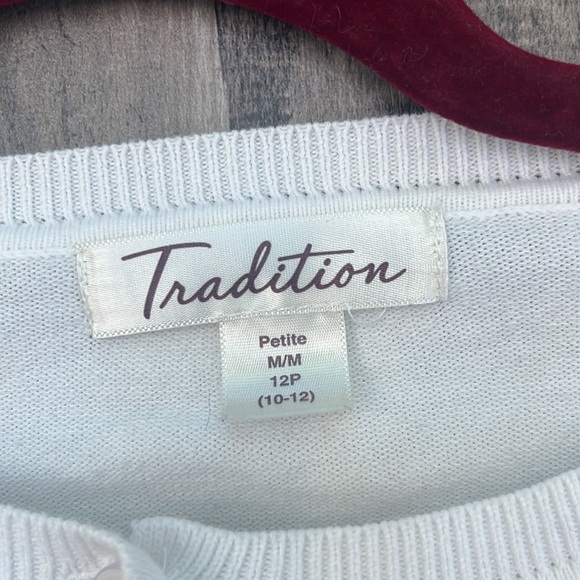 Tradition
Petite
M/M
12P
(10-12)